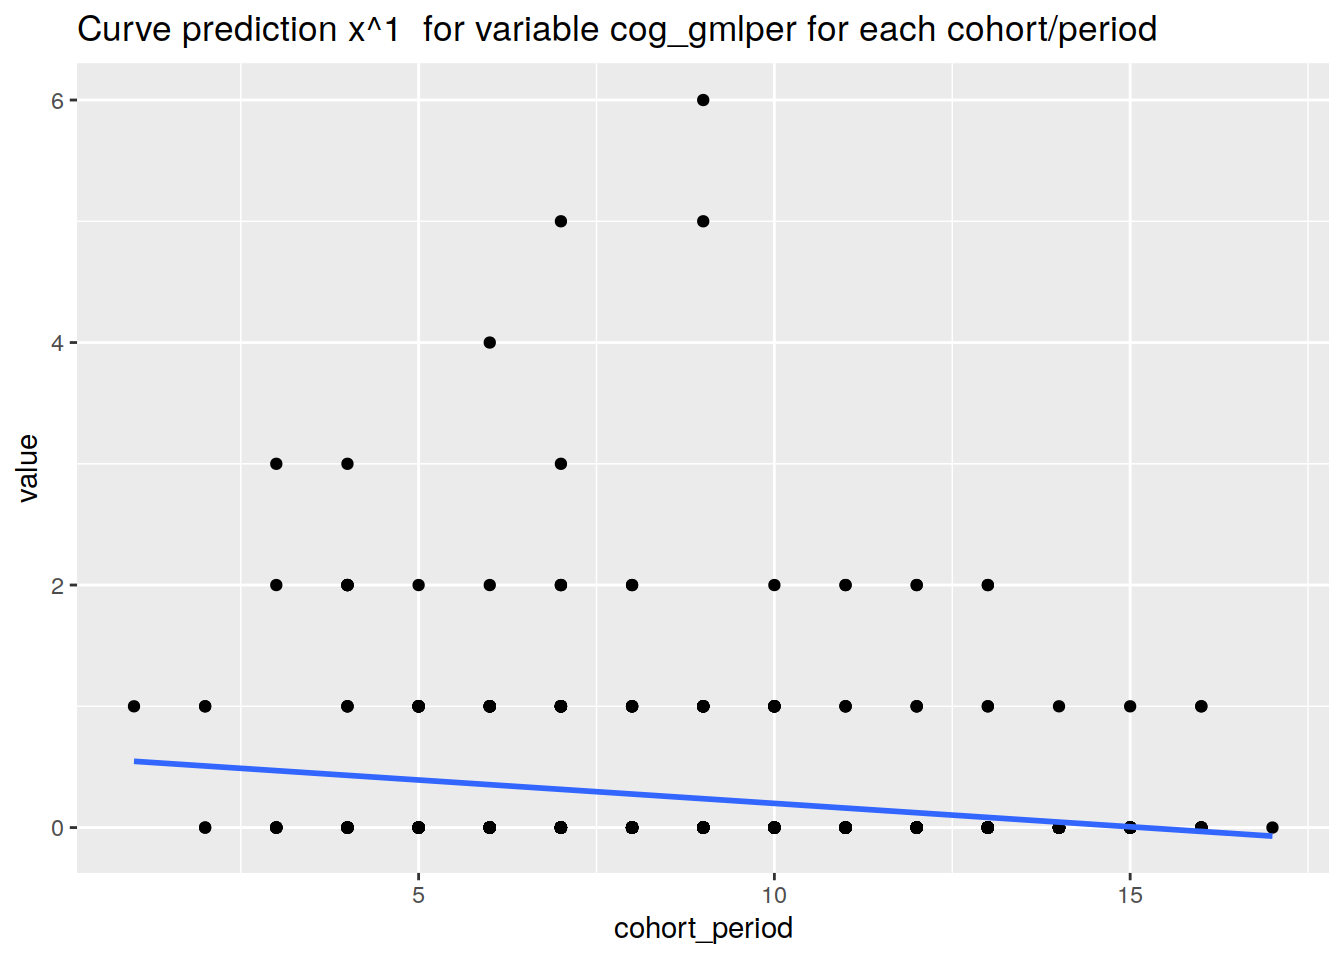 Curve prediction x^1  for variable cog_gmlper for each cohort/period
6
4
2
0
value
5 10 15
cohort_period